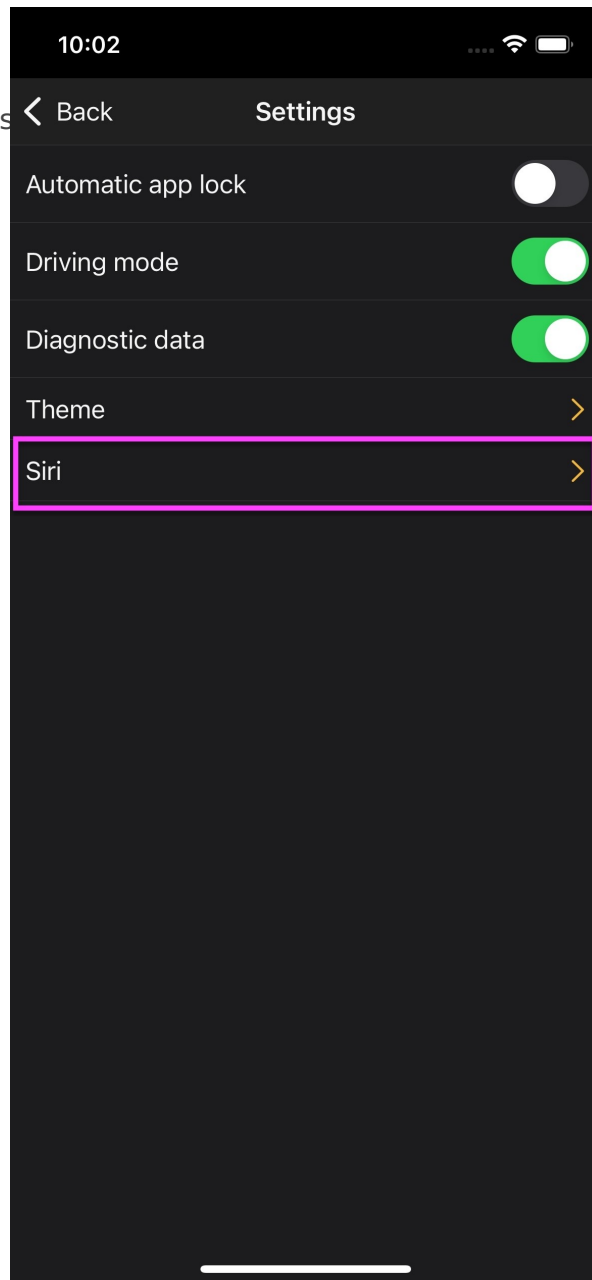 10:02
s
Back Settings
Automatic app lock
Driving mode
Diagnostic data
Theme
Siri